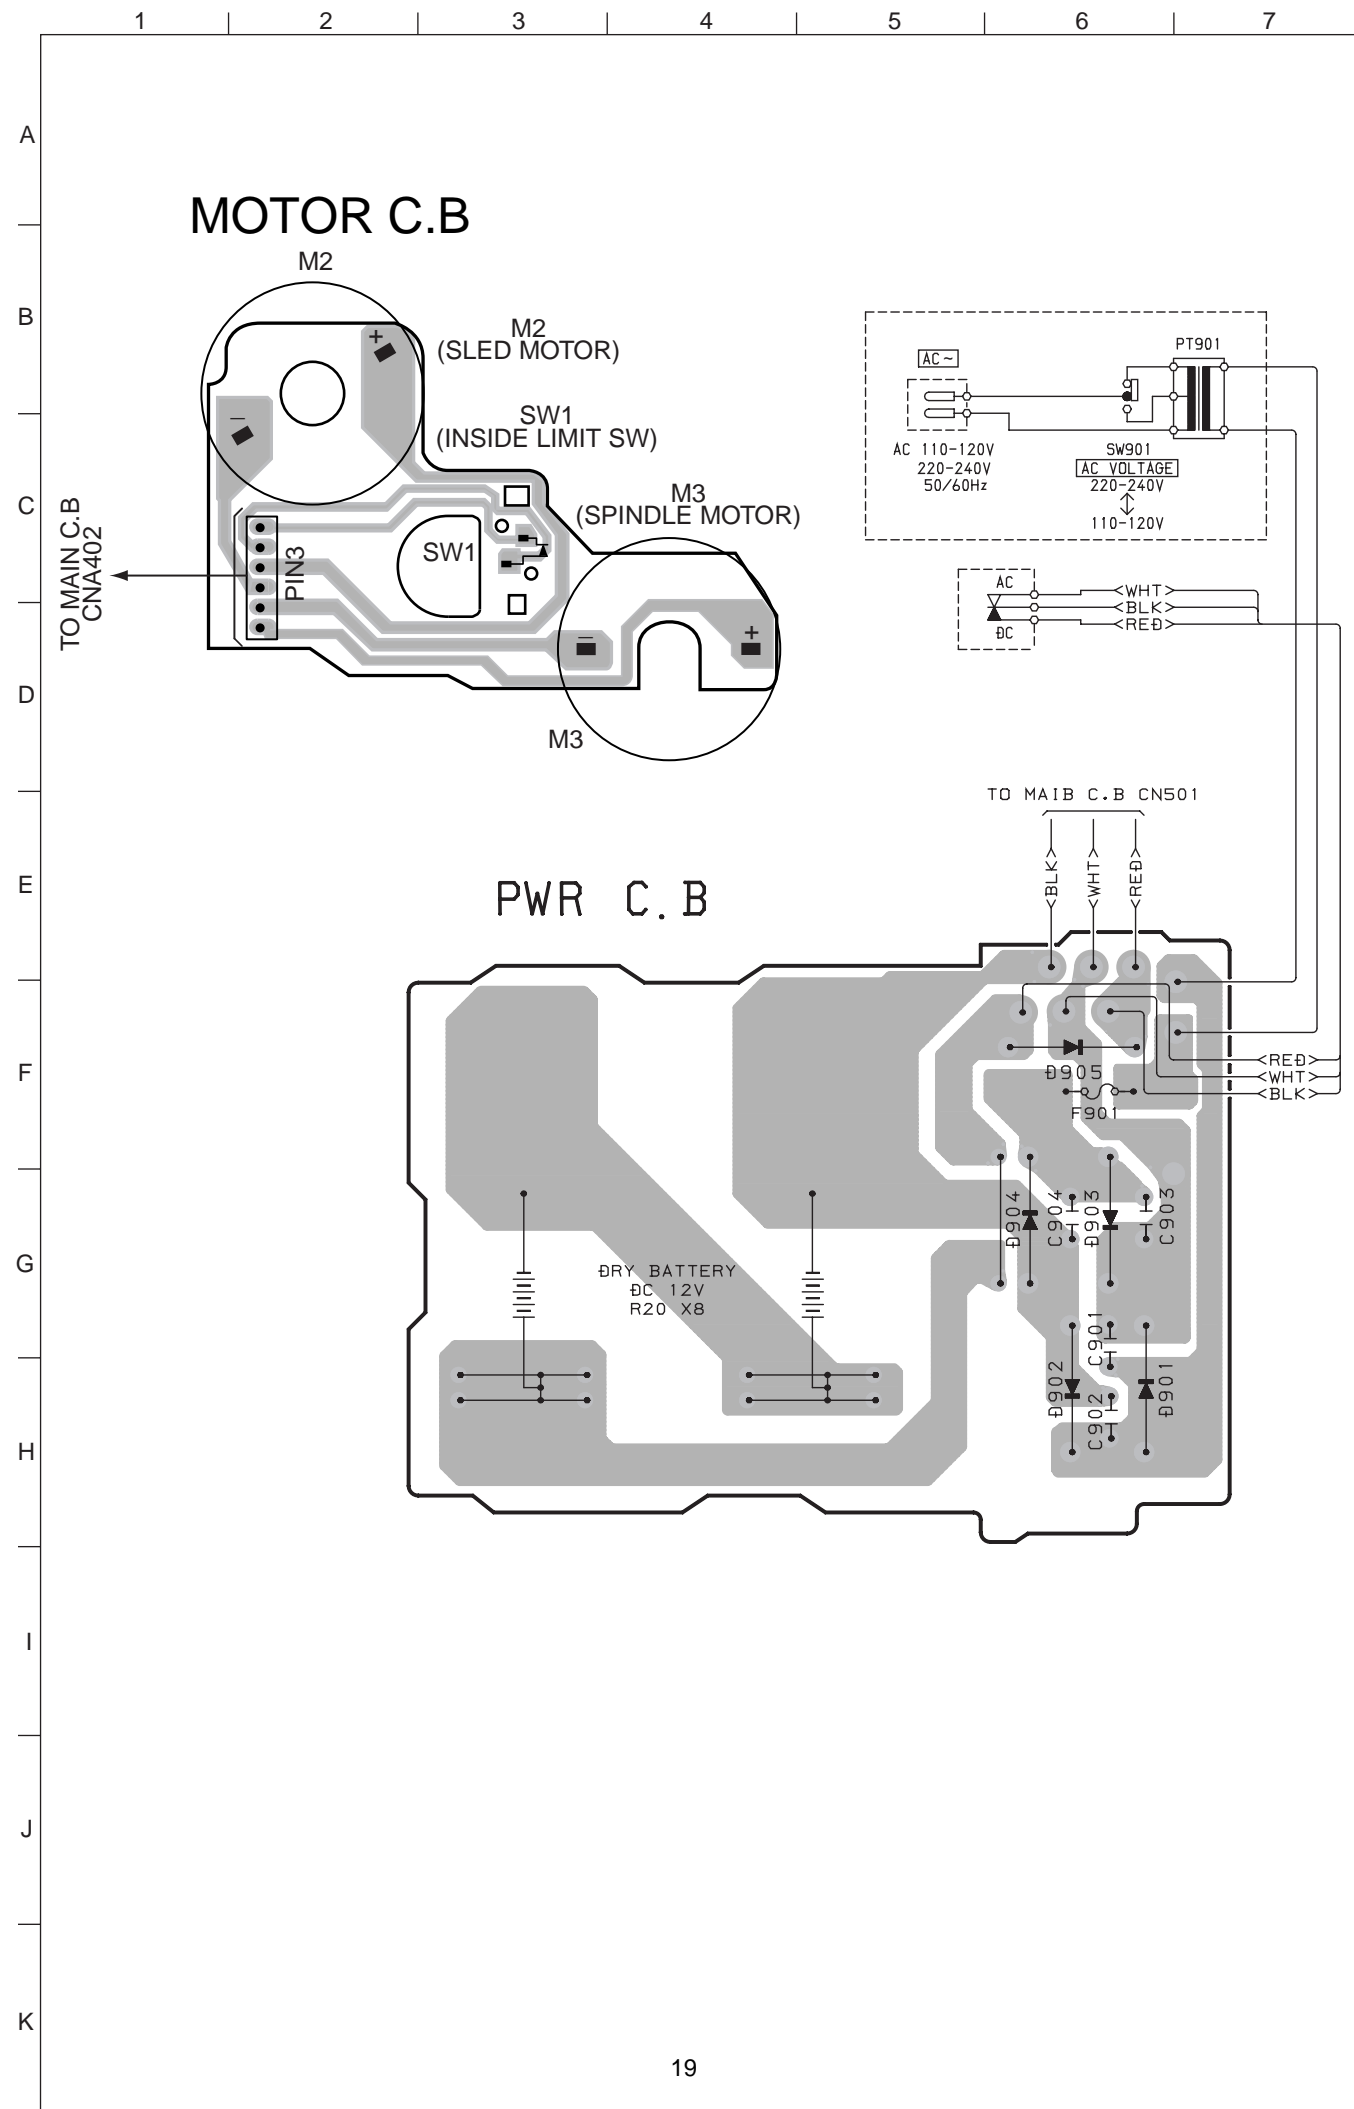 1 2 3 4 5 6 7
A
MOTOR C.B
M2
B
M2
(SLED MOTOR)
+
−
PT901
AC ~
SW1
(INSIDE LIMIT SW)
AC 110-120V
220-240V
50/60Hz
SW901
AC VOLTAGE
220-240V
110-120V
C
M3
(SPINDLE MOTOR)
TO MAIN C.B
CNA402
PIN3
SW1
AC
DC
<WHT>
<BLK>
<RED>
−
+
D
M3
TO MAIB C.B CN501
<BLK>
<WHT>
<RED>
E
PWR C.B
F
D905
F901
<RED>
<WHT>
<BLK>
D904
C904
D903
C903
G
DRY BATTERY
DC 12V
R20 X8
D902
C901
C902
D901
H
I
J
K
19